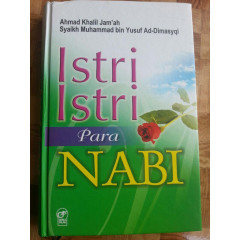 Ahmad Khalil Jam'ah
Syaikh Muhammad bin Yusuf Ad-Dimasyqi
Istri
Istri
Para
NABI